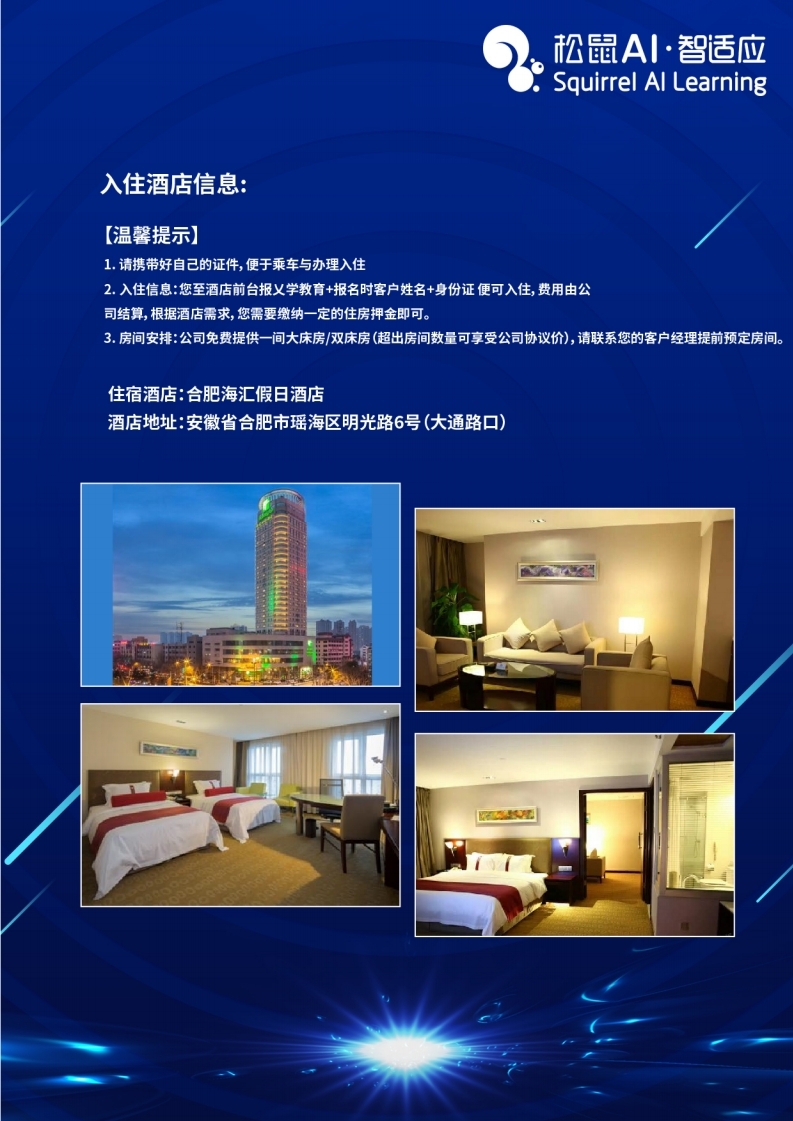 松鼠AI·智适应
Squirrel AI Learning
入住酒店信息:
【温馨提示】
1. 请携带好自己的证件, 便于乘车与办理入住
2. 入住信息：您至酒店前台报乂学教育+报名时客户姓名+身份证 便可入住, 费用由公
司结算, 根据酒店需求, 您需要缴纳一定的住房押金即可。
3. 房间安排：公司免费提供一间大床房/双床房（超出房间数量可享受公司协议价）, 请联系您的客户经理提前预定房间。
住宿酒店：合肥海汇假日酒店
酒店地址：安徽省合肥市瑶海区明光路6号（大通路口）